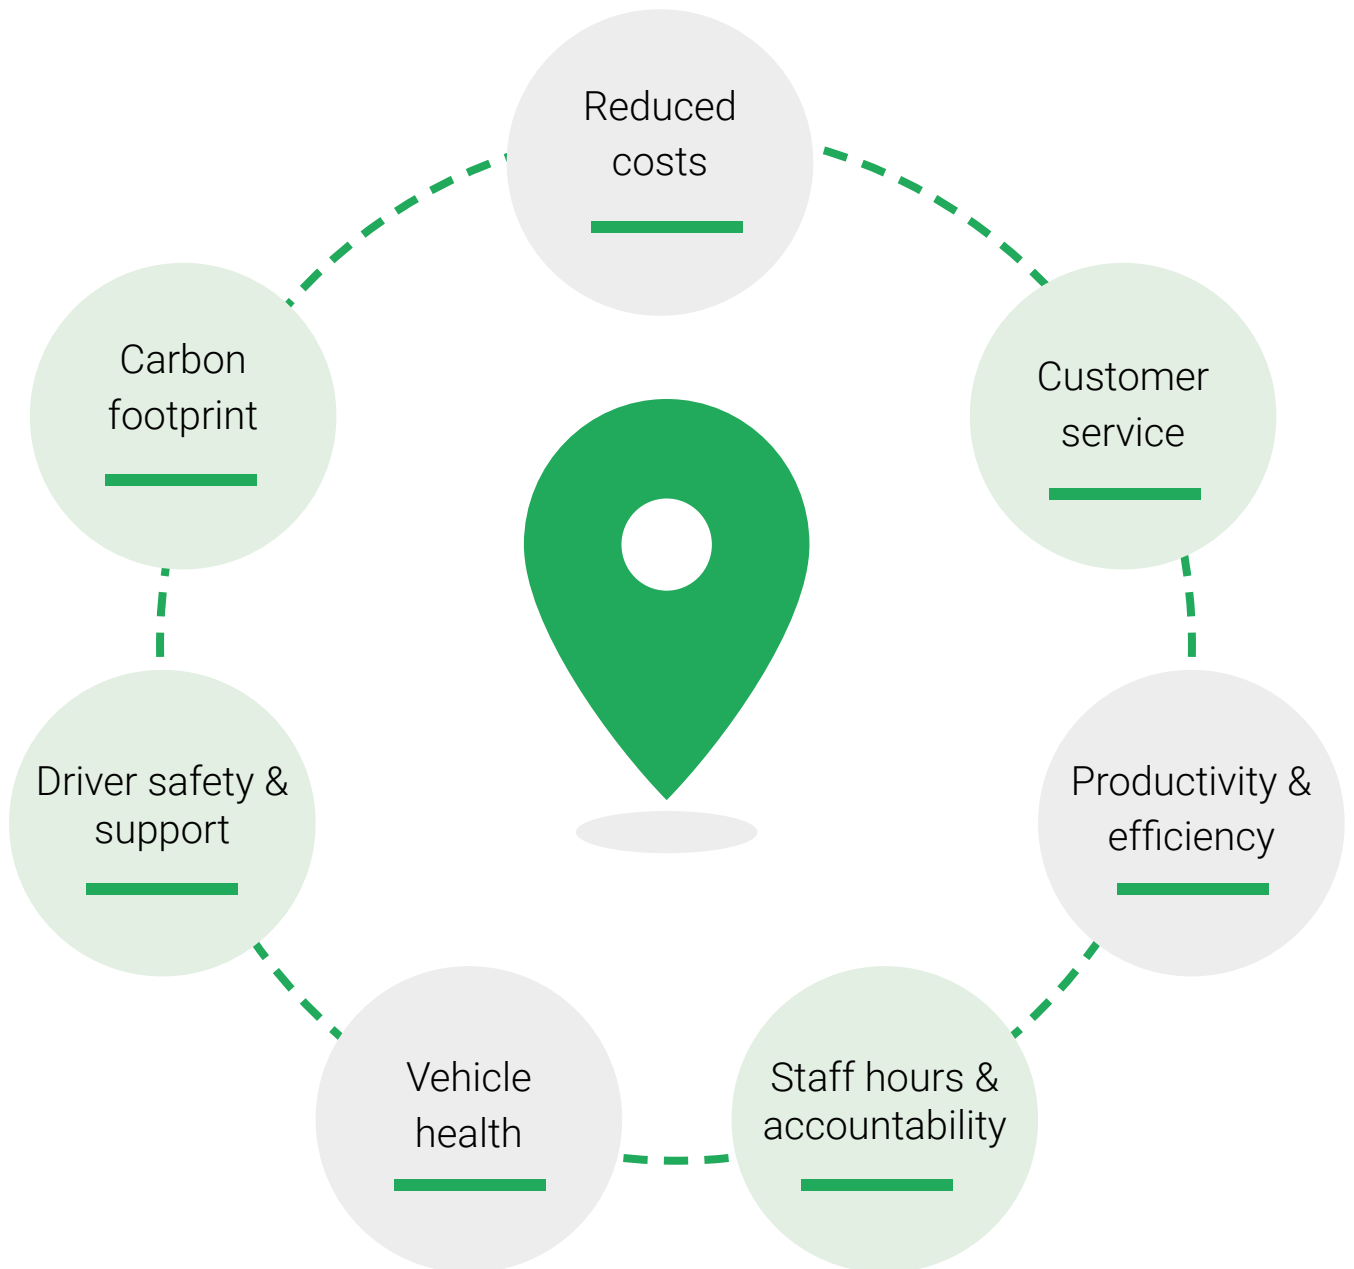 Reduced
costs
Customer
service
Productivity &
efficiency
Staff hours &
accountability
Vehicle
health
Driver safety &
support
Carbon
footprint